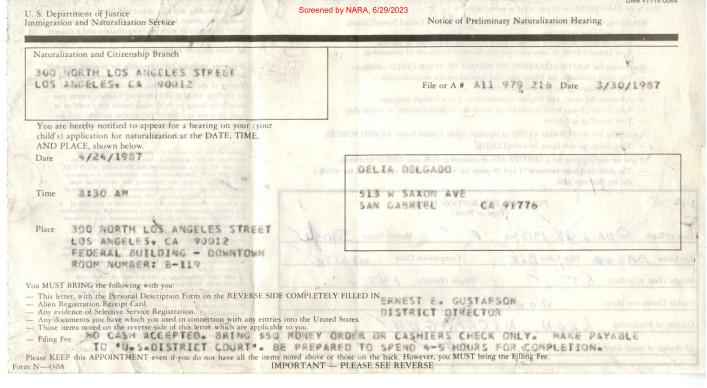 OMB 47115-0064
Screened by NARA, 6/29/2023
U. S. Department of Justice
Immigration and Naturalization Service
Notice of Preliminary Naturalization Hearing
Naturalization and Citizenship Branch
300 NORTH LOS ANGELES STREET
LOS ANGELES, CA 90012
File or A # A11 979 216 Date 3/30/1987
You are hereby notified to appear for a hearing on your (your
child's) application for naturalization at the DATE, TIME,
AND PLACE, shown below.
Date 4/24/1987
DELIA DELGADO
Time 8:30 AM
513 W SAXON AVE
SAN GABRIEL CA 91776
Place 300 NORTH LOS ANGELES STREET
LOS ANGELES, CA 90012
FEDERAL BUILDING - DOWNTOWN
ROOM NUMBER: B-119
You MUST BRING the following with you:
— This letter, with the Personal Description Form on the REVERSE SIDE COMPLETELY FILLED IN.
— Alien Registration Receipt Card.
— Any evidence of Selective Service Registration.
— Any documents you have which you used in connection with any entries into the United States.
— Those items noted on the reverse side of this letter which are applicable to you.
ERNEST E. GUSTAFSON
DISTRICT DIRECTOR
— Filing Fee NO CASH ACCEPTED. BRING $50 MONEY ORDER OR CASHIERS CHECK ONLY. MAKE PAYABLE
TO "U.S.DISTRICT COURT". BE PREPARED TO SPEND 4-5 HOURS FOR COMPLETION.
Please KEEP this APPOINTMENT even if you do not have all the items noted above or those on the back. However, you MUST bring the Filling Fee.
Form N—430A
IMPORTANT — PLEASE SEE REVERSE